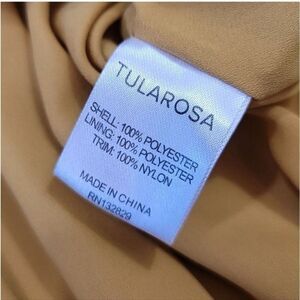 TULAROSA
SHELL: 100% POLYESTER
LINING: 100% POLYESTER
TRIM: 100% NYLON
MADE IN CHINA
RN132829